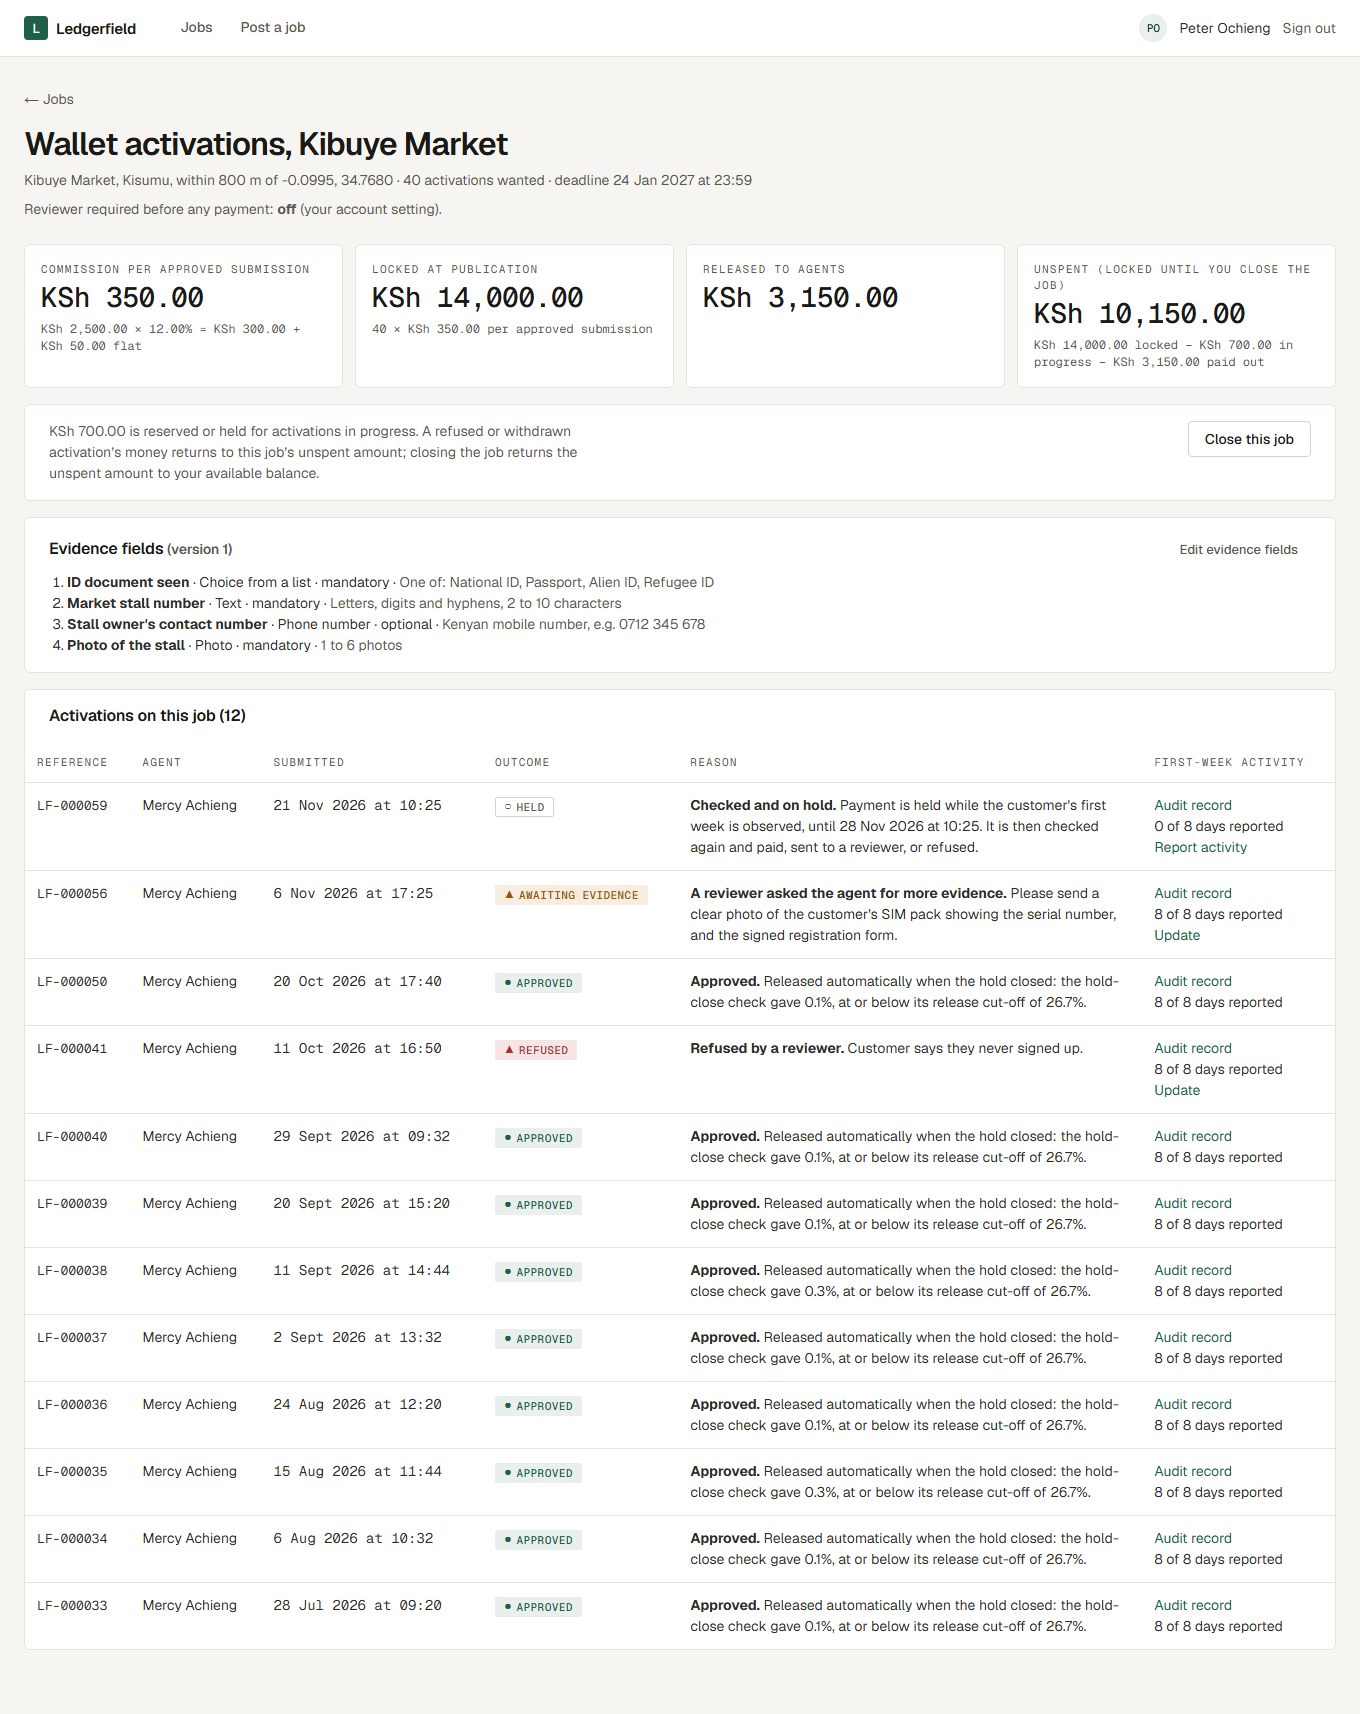 L Ledgerfield Jobs Post a job PO Peter Ochieng Sign out
← Jobs
Wallet activations, Kibuye Market
Kibuye Market, Kisumu, within 800 m of -0.0995, 34.7680 · 40 activations wanted · deadline 24 Jan 2027 at 23:59
Reviewer required before any payment: off (your account setting).
COMMISSION PER APPROVED SUBMISSION
KSh 350.00
KSh 2,500.00 × 12.00% = KSh 300.00 +
KSh 50.00 flat
LOCKED AT PUBLICATION
KSh 14,000.00
40 × KSh 350.00 per approved submission
RELEASED TO AGENTS
KSh 3,150.00
UNSPENT (LOCKED UNTIL YOU CLOSE THE
JOB)
KSh 10,150.00
KSh 14,000.00 locked − KSh 700.00 in
progress − KSh 3,150.00 paid out
KSh 700.00 is reserved or held for activations in progress. A refused or withdrawn
activation's money returns to this job's unspent amount; closing the job returns the
unspent amount to your available balance.
Close this job
Evidence fields (version 1)
Edit evidence fields
1. ID document seen · Choice from a list · mandatory · One of: National ID, Passport, Alien ID, Refugee ID
2. Market stall number · Text · mandatory · Letters, digits and hyphens, 2 to 10 characters
3. Stall owner's contact number · Phone number · optional · Kenyan mobile number, e.g. 0712 345 678
4. Photo of the stall · Photo · mandatory · 1 to 6 photos
Activations on this job (12)
REFERENCE AGENT SUBMITTED OUTCOME REASON FIRST-WEEK ACTIVITY
LF-000059 Mercy Achieng 21 Nov 2026 at 10:25 HELD Checked and on hold. Payment is held while the customer's first Audit record
week is observed, until 28 Nov 2026 at 10:25. It is then checked 0 of 8 days reported
again and paid, sent to a reviewer, or refused. Report activity
LF-000056 Mercy Achieng 6 Nov 2026 at 17:25 AWAITING EVIDENCE A reviewer asked the agent for more evidence. Please send a Audit record
clear photo of the customer's SIM pack showing the serial number, 8 of 8 days reported
and the signed registration form. Update
LF-000050 Mercy Achieng 20 Oct 2026 at 17:40 APPROVED Approved. Released automatically when the hold closed: the hold- Audit record
close check gave 0.1%, at or below its release cut-off of 26.7%. 8 of 8 days reported
LF-000041 Mercy Achieng 11 Oct 2026 at 16:50 REFUSED Refused by a reviewer. Customer says they never signed up. Audit record
8 of 8 days reported
Update
LF-000040 Mercy Achieng 29 Sept 2026 at 09:32 APPROVED Approved. Released automatically when the hold closed: the hold- Audit record
close check gave 0.1%, at or below its release cut-off of 26.7%. 8 of 8 days reported
LF-000039 Mercy Achieng 20 Sept 2026 at 15:20 APPROVED Approved. Released automatically when the hold closed: the hold- Audit record
close check gave 0.1%, at or below its release cut-off of 26.7%. 8 of 8 days reported
LF-000038 Mercy Achieng 11 Sept 2026 at 14:44 APPROVED Approved. Released automatically when the hold closed: the hold- Audit record
close check gave 0.3%, at or below its release cut-off of 26.7%. 8 of 8 days reported
LF-000037 Mercy Achieng 2 Sept 2026 at 13:32 APPROVED Approved. Released automatically when the hold closed: the hold- Audit record
close check gave 0.1%, at or below its release cut-off of 26.7%. 8 of 8 days reported
LF-000036 Mercy Achieng 24 Aug 2026 at 12:20 APPROVED Approved. Released automatically when the hold closed: the hold- Audit record
close check gave 0.1%, at or below its release cut-off of 26.7%. 8 of 8 days reported
LF-000035 Mercy Achieng 15 Aug 2026 at 11:44 APPROVED Approved. Released automatically when the hold closed: the hold- Audit record
close check gave 0.3%, at or below its release cut-off of 26.7%. 8 of 8 days reported
LF-000034 Mercy Achieng 6 Aug 2026 at 10:32 APPROVED Approved. Released automatically when the hold closed: the hold- Audit record
close check gave 0.1%, at or below its release cut-off of 26.7%. 8 of 8 days reported
LF-000033 Mercy Achieng 28 Jul 2026 at 09:20 APPROVED Approved. Released automatically when the hold closed: the hold- Audit record
close check gave 0.1%, at or below its release cut-off of 26.7%. 8 of 8 days reported